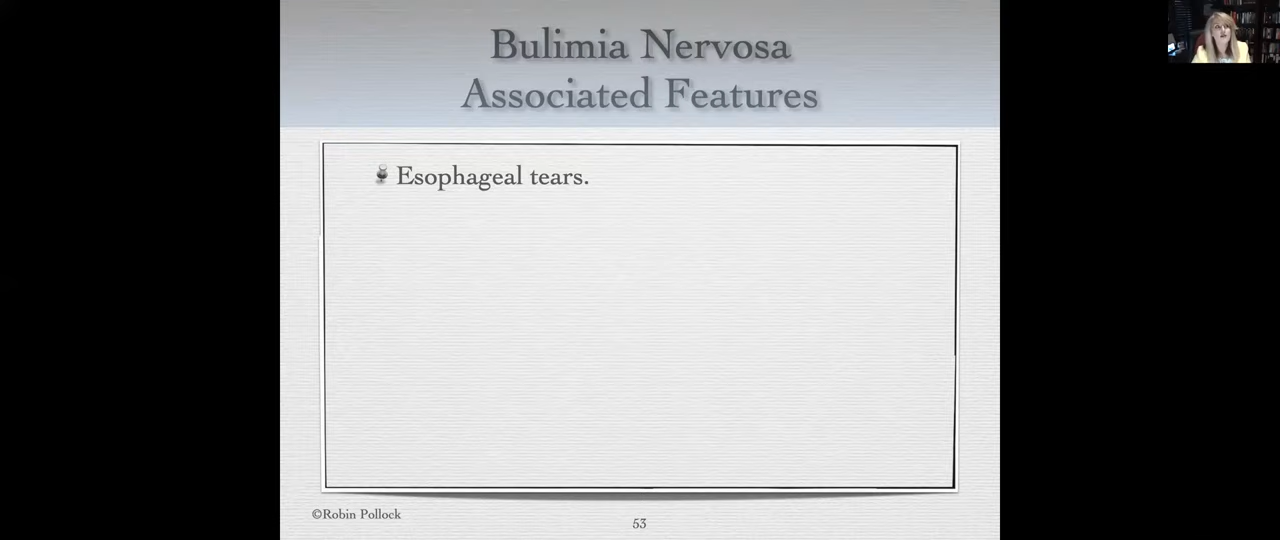 Bulimia Nervosa
Associated Features
Esophageal tears.
©Robin Pollock
53